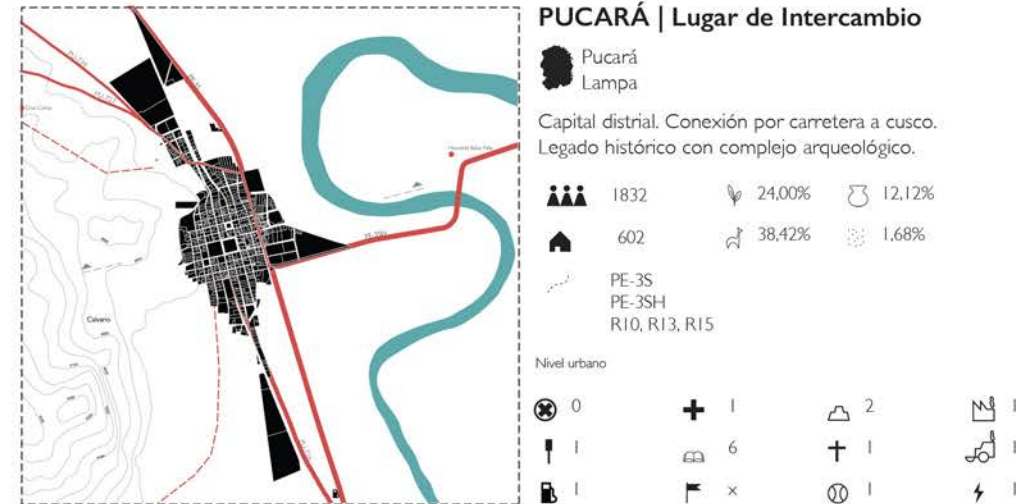 PUCARÁ | Lugar de Intercambio
Pucará
Lampa
Capital distrial. Conexión por carretera a cusco.
Legado histórico con complejo arqueológico.
1832
24,00%
12,12%
602
38,42%
1,68%
PE-3S
PE-3SH
R10, R13, R15
Nivel urbano
0
1
2
1
1
6
1
1
1
×
1
1
Calvario